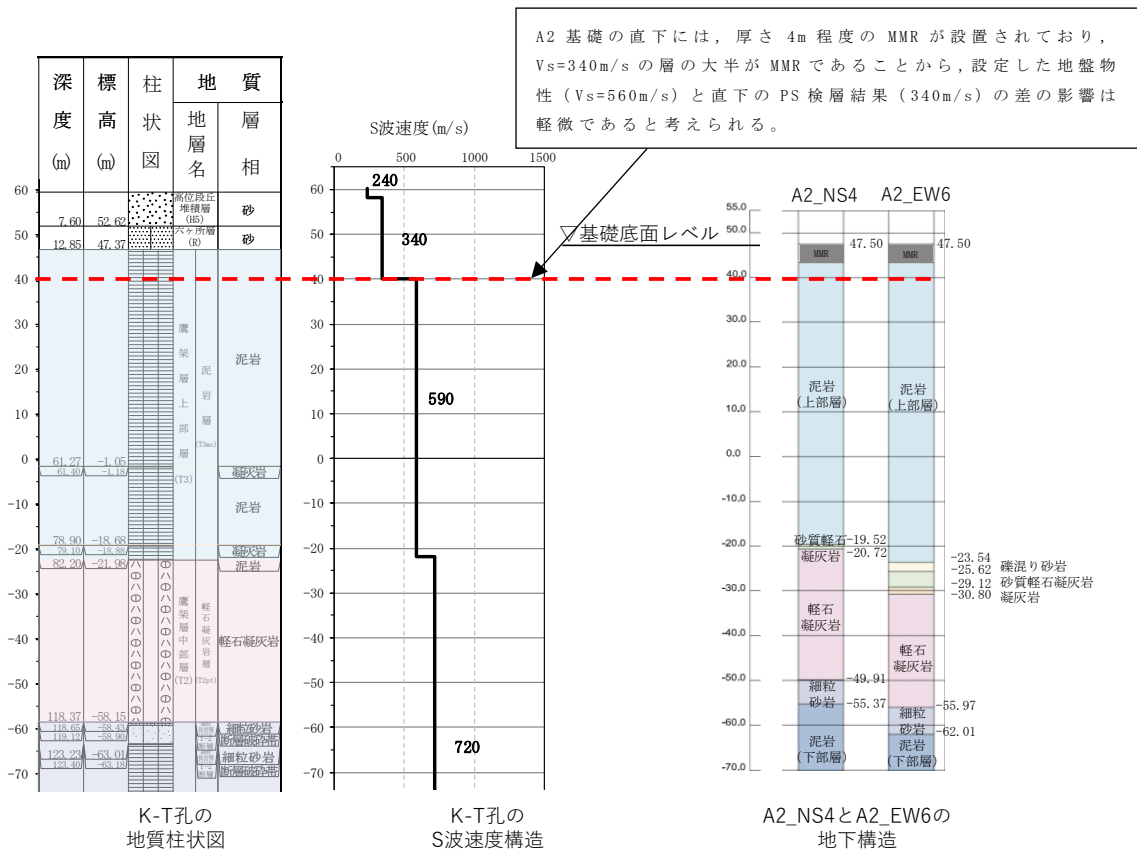 A2 基礎の直下には，厚さ 4m 程度の MMR が設置されており，
Vs=340m/s の層の大半が MMR であることから，設定した地盤物
性（Vs=560m/s）と直下の PS 検層結果（340m/s）の差の影響は
軽微であると考えられる。
深度(m) 標高(m) 柱状図 地質
地層名 層相
60
50
40
30
20
10
0
-10
-20
-30
-40
-50
-60
-70
高位段丘
堆積層
(H5)
砂
7.60 52.62
六ヶ所層
(R)
砂
12.85 47.37
鷹架層上部層
(T3)
泥岩層
(T3ms)
泥岩
61.27 -1.05
61.40 -1.18
凝灰岩
泥岩
78.90 -18.68
79.10 -18.88
凝灰岩
82.20 -21.98
泥岩
鷹架層中部層
(T2)
軽石凝灰岩層
(T2pt)
軽石凝灰岩
118.37 -58.15
118.65 -58.43
細粒砂岩
119.12 -58.90
断層破砕帯
123.23 -63.01
細粒砂岩
123.40 -63.18
断層破砕帯
K-T孔の
地質柱状図
S波速度(m/s)
0 500 1000 1500
60
50
40
30
20
10
0
-10
-20
-30
-40
-50
-60
-70
240
340
590
720
K-T孔の
S波速度構造
▽基礎底面レベル
A2_NS4 A2_EW6
55.0
50.0
40.0
30.0
20.0
10.0
0.0
-10.0
-20.0
-30.0
-40.0
-50.0
-60.0
-70.0
MMR
47.50
泥岩
(上部層)
砂質軽石
凝灰岩
-19.52
-20.72
軽石
凝灰岩
-49.91
細粒
砂岩
-55.37
泥岩
(下部層)
MMR
47.50
泥岩
(上部層)
-23.54
-25.62 礫混り砂岩
-29.12 砂質軽石凝灰岩
-30.80 凝灰岩
軽石
凝灰岩
-55.97
細粒
砂岩
-62.01
泥岩
(下部層)
A2_NS4とA2_EW6の
地下構造